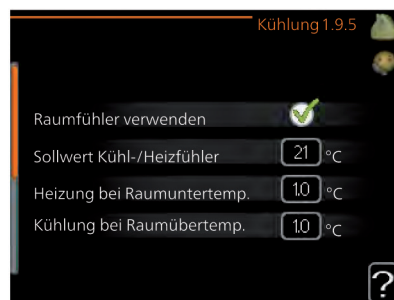 Kühlung 1.9.5
Raumfühler verwenden
Sollwert Kühl-/Heizfühler 21 °C
Heizung bei Raumuntertemp. 1.0 °C
Kühlung bei Raumübertemp. 1.0 °C
?